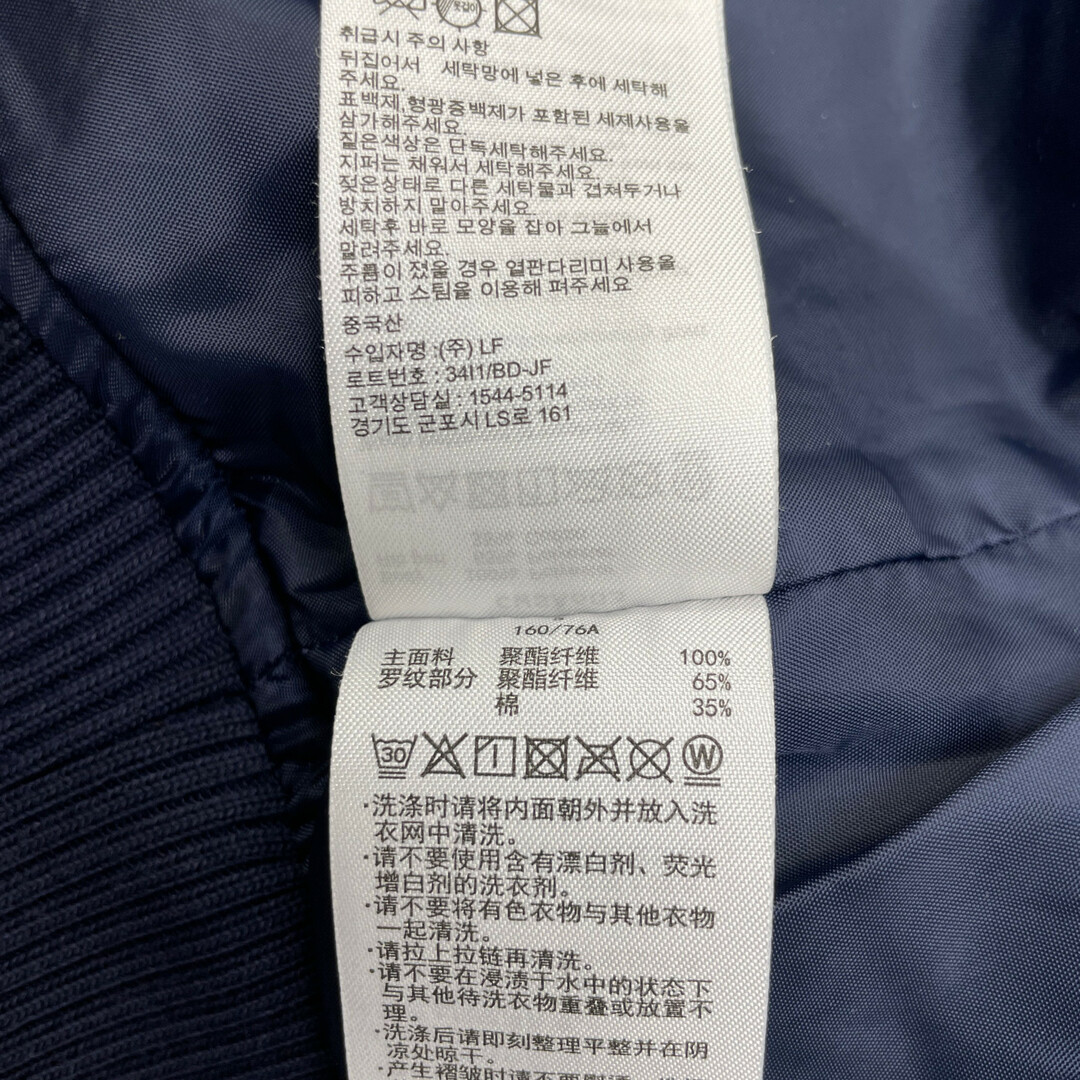 취급시 주의 사항
뒤집어서 세탁망에 넣은 후에 세탁해
주세요.
표백제,형광증백제가 포함된 세제사용을
삼가해주세요.
짙은색상은 단독세탁해주세요.
지퍼는 채워서 세탁해주세요.
젖은상태로 다른 세탁물과 겹쳐두거나
방치하지 말아주세요.
세탁후 바로 모양을 잡아 그늘에서
말려주세요.
주름이 졌을 경우 열판다리미 사용을
피하고 스팀을 이용해 펴주세요
중국산
수입자명 :(주) LF
로트번호 : 34I1/BD-JF
고객상담실 : 1544-5114
경기도 군포시 LS로 161
160/76A
主面料 聚酯纤维 100%
罗纹部分 聚酯纤维 65%
棉 35%
30 W
·洗涤时请将内面朝外并放入洗
衣网中清洗。
·请不要使用含有漂白剂、荧光
增白剂的洗衣剂。
·请不要将有色衣物与其他衣物
一起清洗。
·请拉上拉链再清洗。
·请不要在浸渍于水中的状态下
与其他待洗衣物重叠或放置不
理。
·洗涤后请即刻整理平整并在阴
凉处晾干。
·产生褶皱时请不要